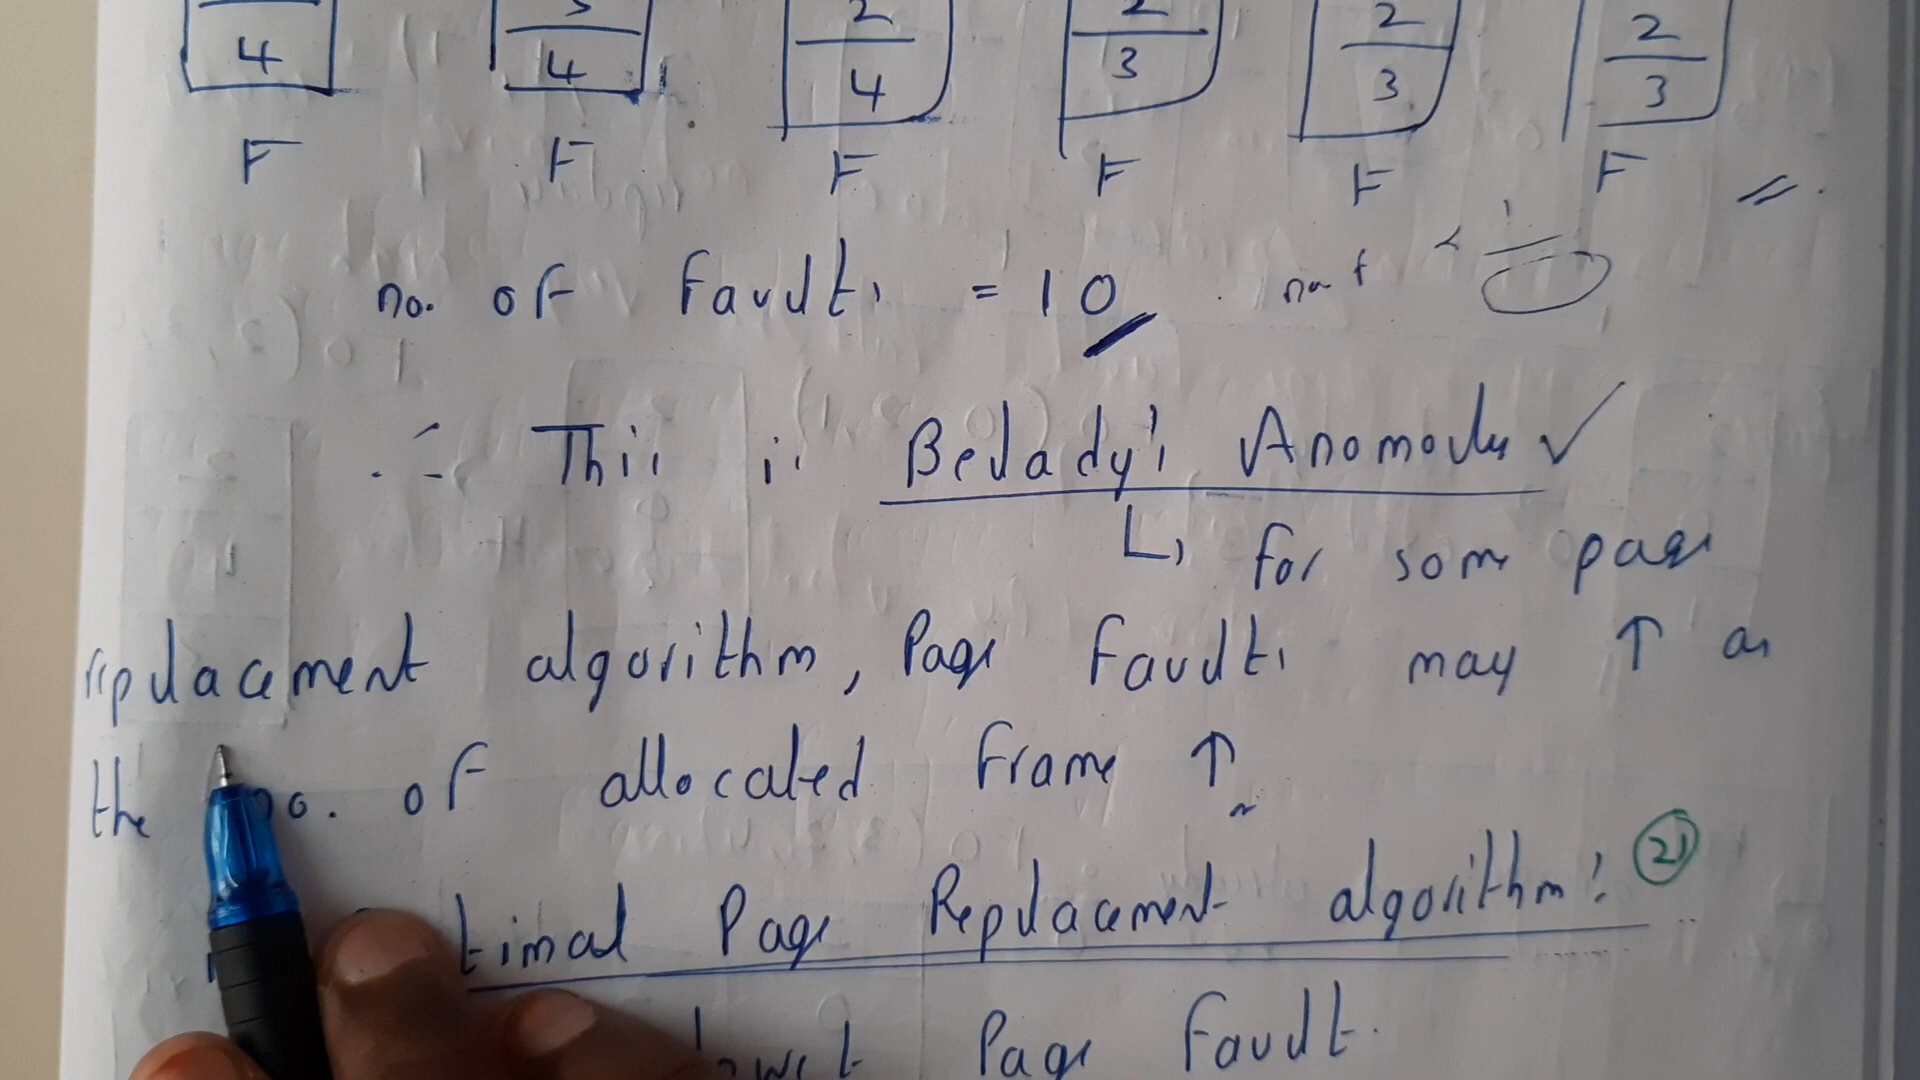 4 3 2 2 2 2
4 4 3 3 3
F F F F F F
no. of Faults = 10 no f <
∴ This is Belady's Anomaly ✓
↳ for some page
replacement algorithm, Page Faults may ↑ as
the no. of allocated Frame ↑
timal Page Replacement algorithm: 21
Page Fault.